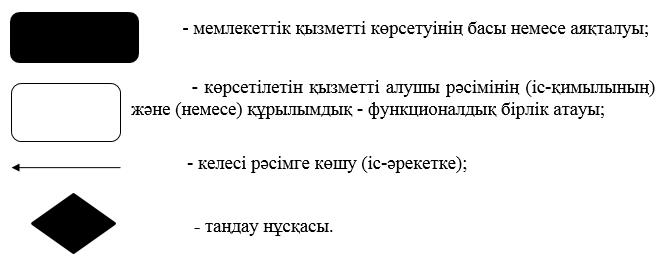 - мемлекеттік қызметті көрсетуінің басы немесе аяқталуы;
- көрсетілетін қызметті алушы рәсімінің (іс-қимылының)
және (немесе) құрылымдық - функционалдық бірлік атауы;
- келесі рәсімге көшу (іс-әрекетке);
- таңдау нұсқасы.